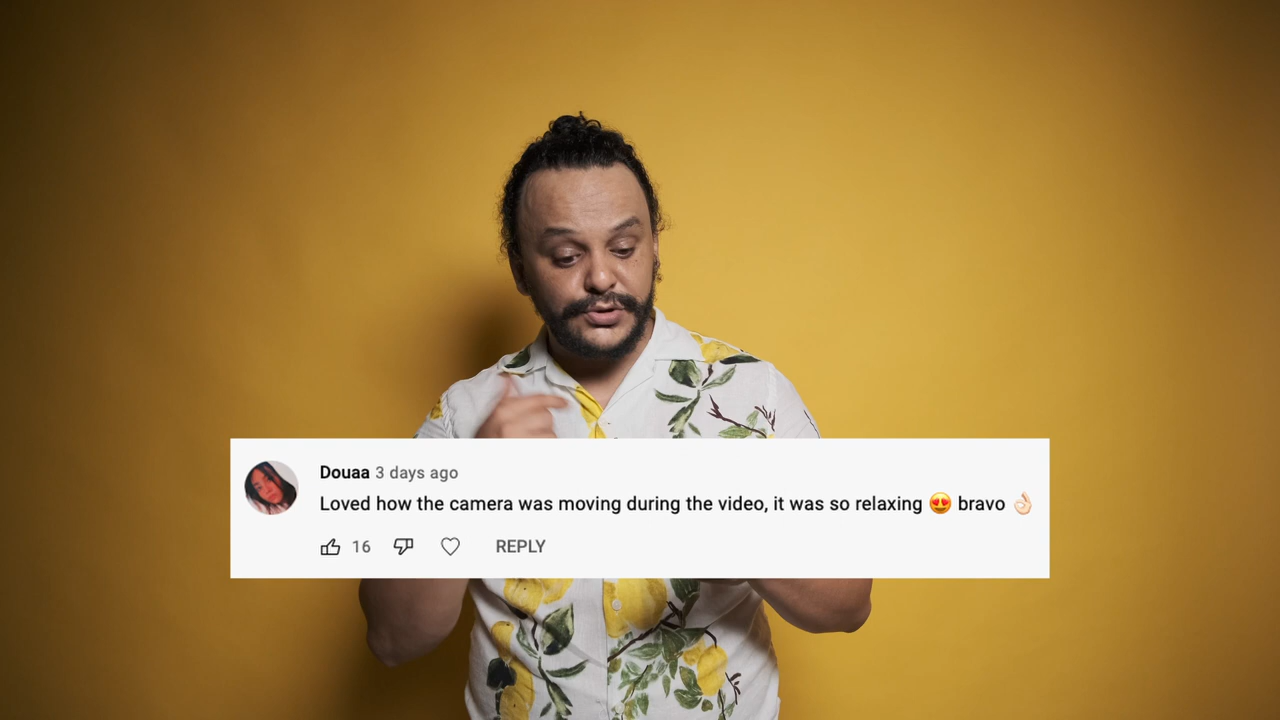 Douaa 3 days ago
Loved how the camera was moving during the video, it was so relaxing 😍 bravo 👌🏻
16 REPLY